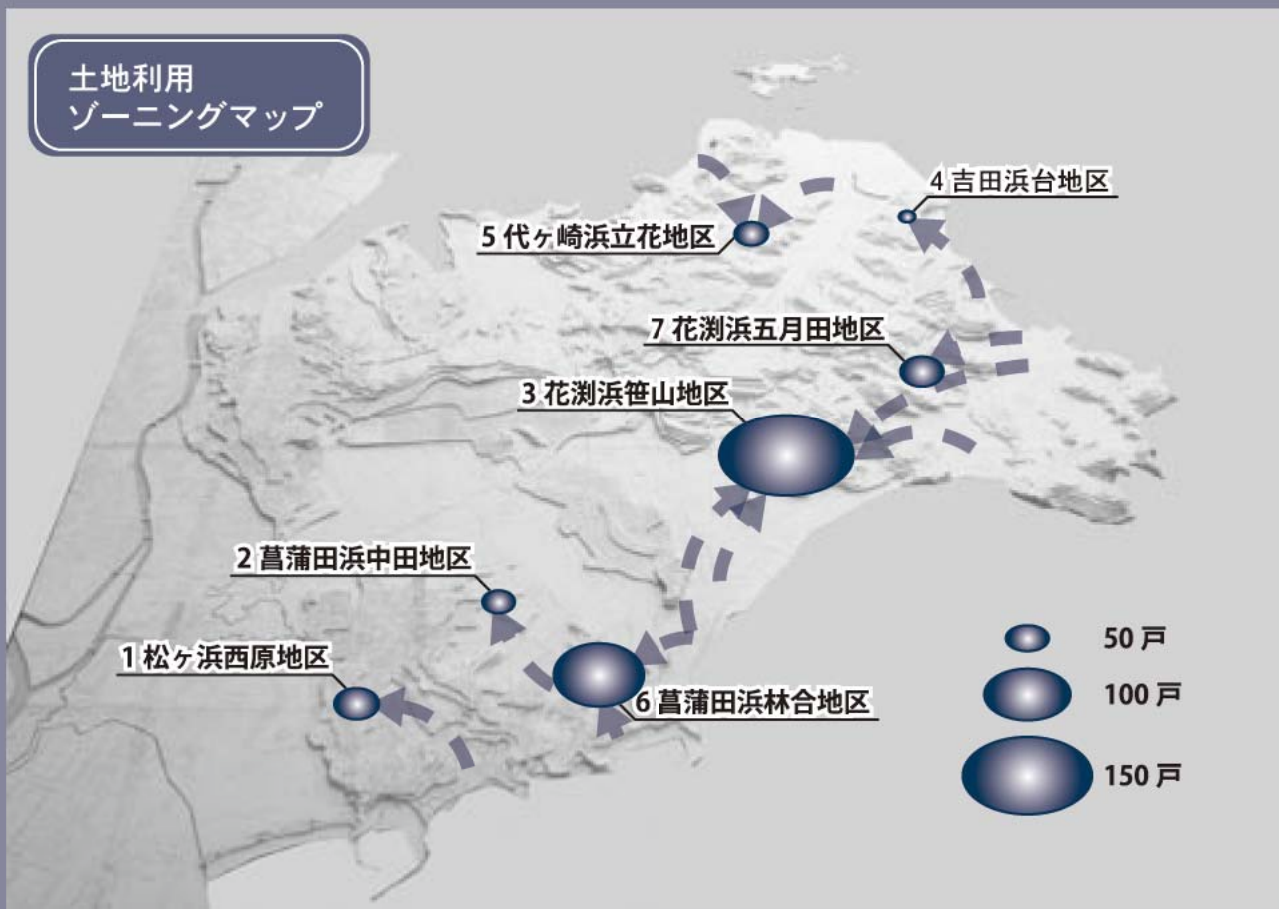 土地利用
ゾーニングマップ
4 吉田浜台地区
5 代ヶ崎浜立花地区
7 花渕浜五月田地区
3 花渕浜笹山地区
2 菖蒲田浜中田地区
1 松ヶ浜西原地区
6 菖蒲田浜林合地区
50 戸
100 戸
150 戸